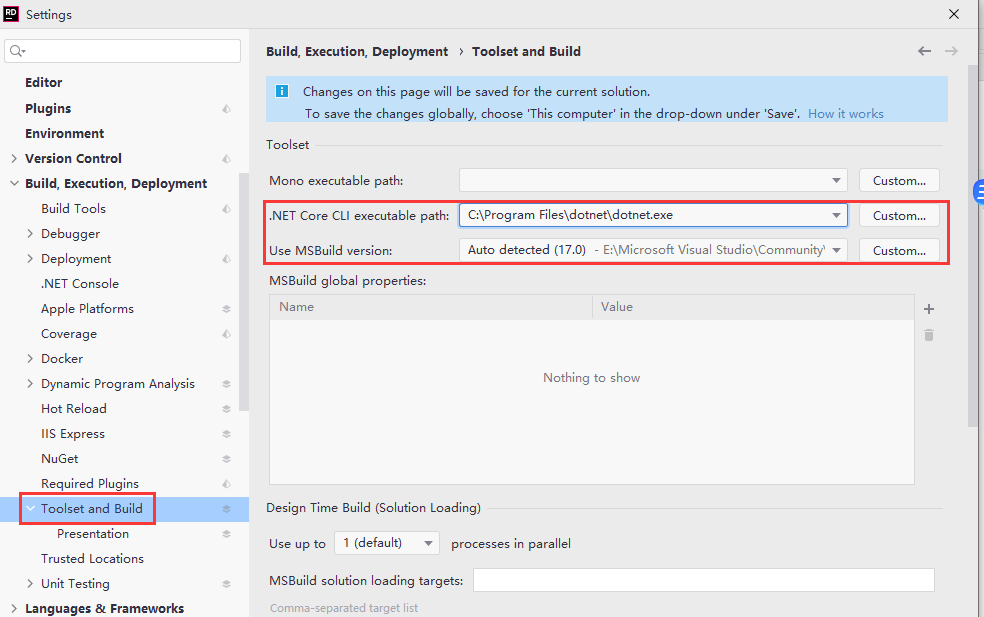 RD Settings
Editor
Plugins
Environment
Version Control
Build, Execution, Deployment
Build Tools
Debugger
Deployment
.NET Console
Apple Platforms
Coverage
Docker
Dynamic Program Analysis
Hot Reload
IIS Express
NuGet
Required Plugins
Toolset and Build
Presentation
Trusted Locations
Unit Testing
Languages & Frameworks
Build, Execution, Deployment › Toolset and Build
Changes on this page will be saved for the current solution.
To save the changes globally, choose 'This computer' in the drop-down under 'Save'. How it works
Toolset
Mono executable path: Custom...
.NET Core CLI executable path: C:\Program Files\dotnet\dotnet.exe Custom...
Use MSBuild version: Auto detected (17.0) - E:\Microsoft Visual Studio\Community\ Custom...
MSBuild global properties:
Name Value
Nothing to show
Design Time Build (Solution Loading)
Use up to 1 (default) processes in parallel
MSBuild solution loading targets:
Comma-separated target list